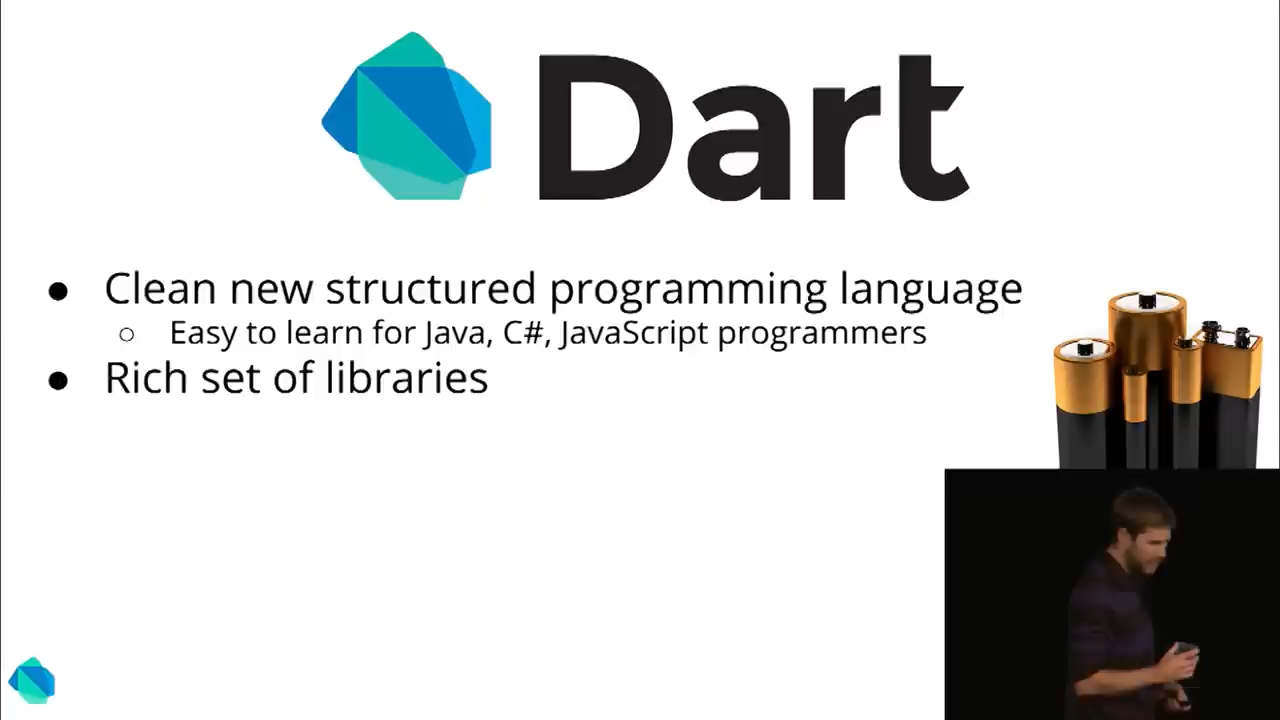 Dart
● Clean new structured programming language
○ Easy to learn for Java, C#, JavaScript programmers
● Rich set of libraries